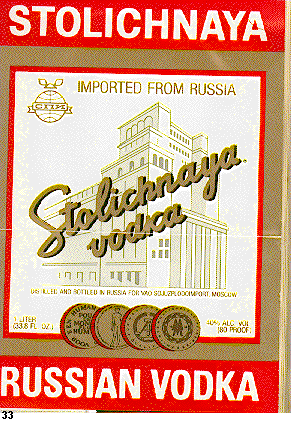 STOLICHNAYA
IMPORTED FROM RUSSIA
Stolichnaya
vodka
DISTILLED AND BOTTLED IN RUSSIA FOR VAO SOJUZPLODOIMPORT, MOSCOW
1 LITER
(33.8 FL. OZ.)
40% ALC. VOL
(80 PROOF)
RUSSIAN VODKA
33